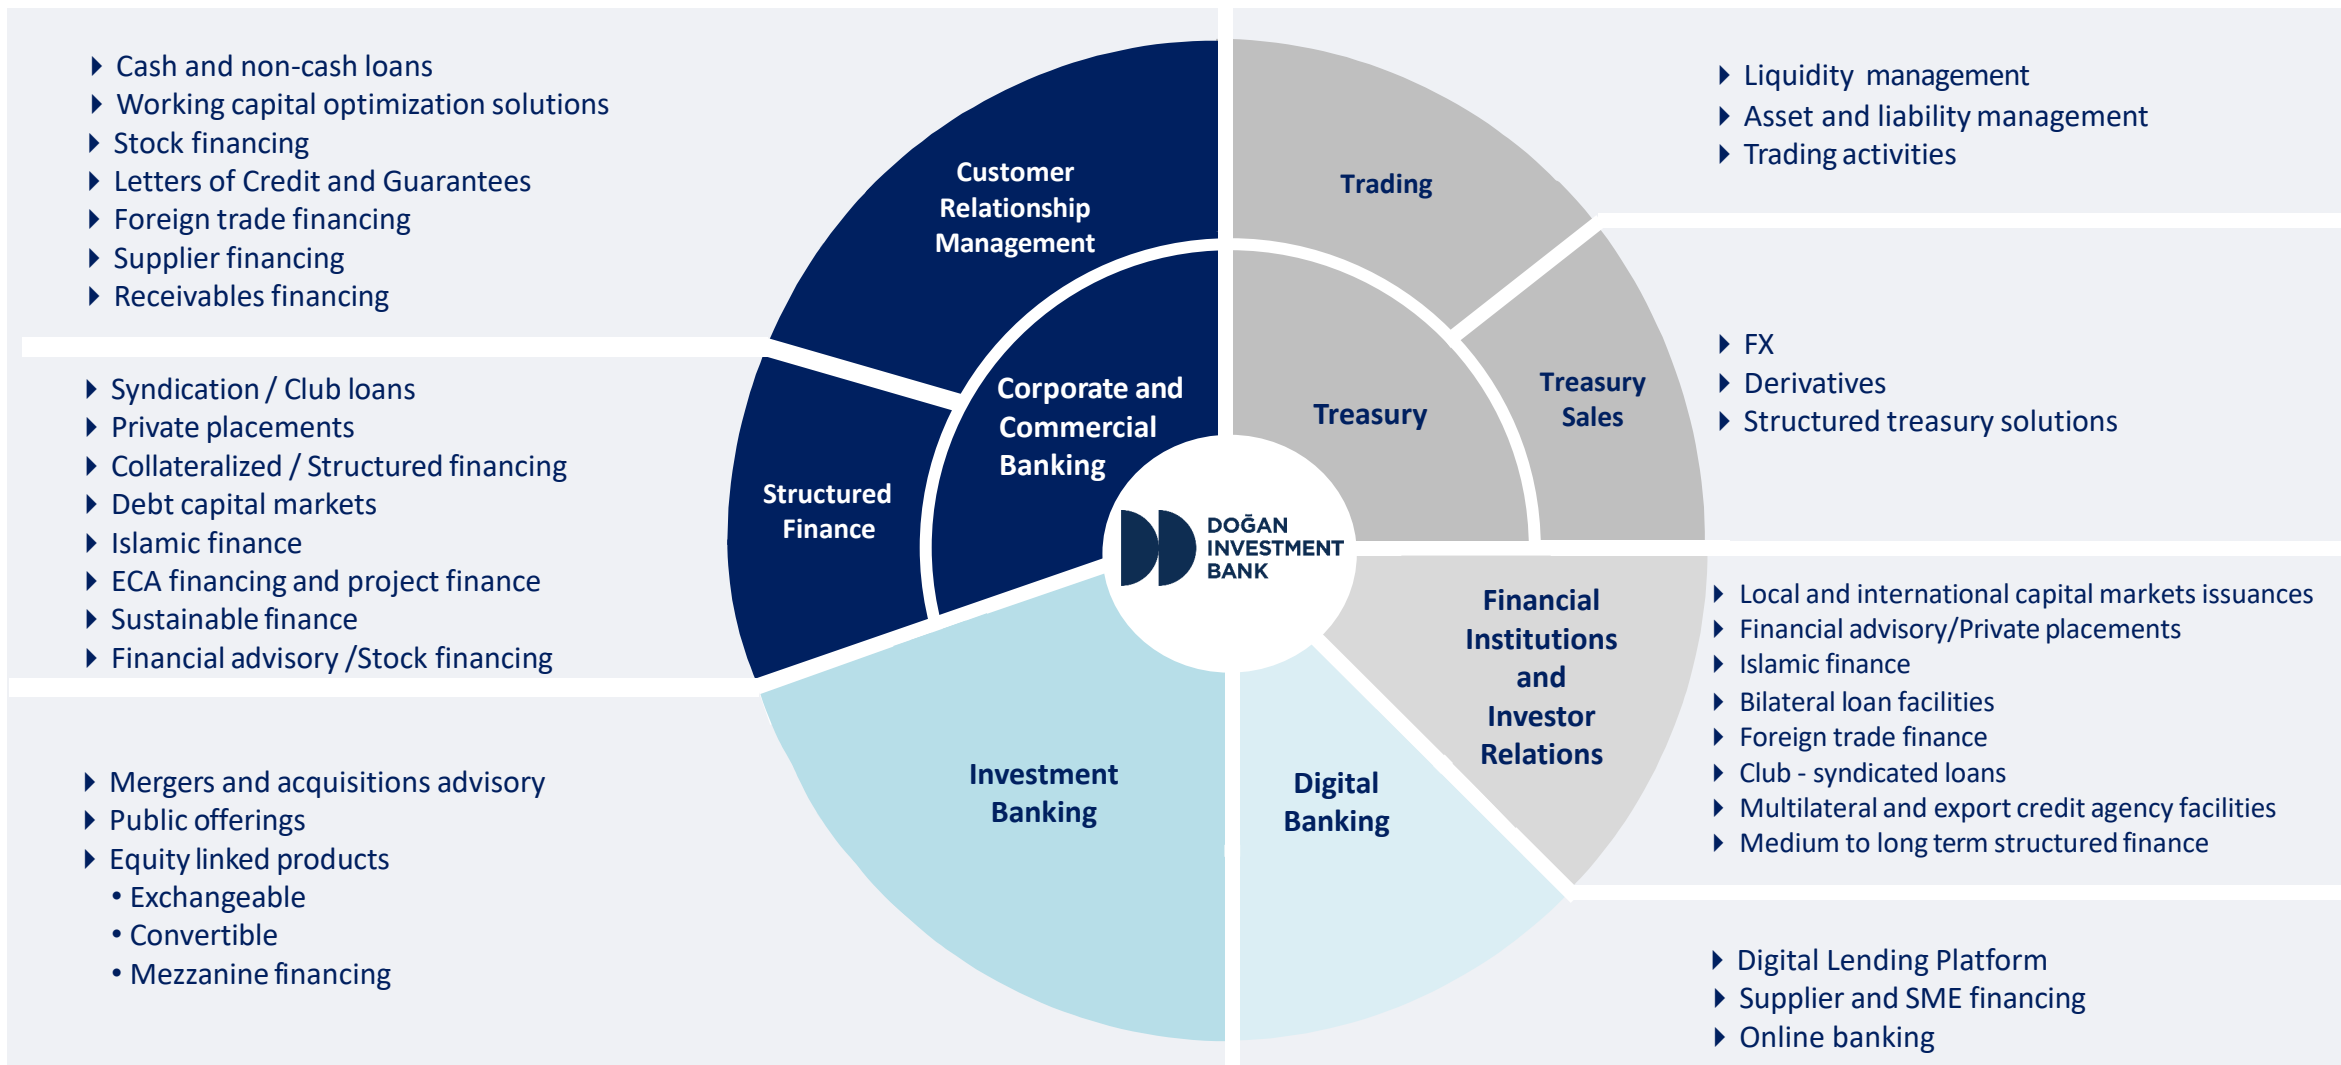 Cash and non-cash loans
Working capital optimization solutions
Stock financing
Letters of Credit and Guarantees
Foreign trade financing
Supplier financing
Receivables financing
Syndication / Club loans
Private placements
Collateralized / Structured financing
Debt capital markets
Islamic finance
ECA financing and project finance
Sustainable finance
Financial advisory /Stock financing
Mergers and acquisitions advisory
Public offerings
Equity linked products
• Exchangeable
• Convertible
• Mezzanine financing
Customer
Relationship
Management
Structured
Finance
Corporate and
Commercial
Banking
Investment
Banking
DOĞAN
INVESTMENT
BANK
Trading
Treasury
Treasury
Sales
Financial
Institutions
and
Investor
Relations
Digital
Banking
Liquidity management
Asset and liability management
Trading activities
FX
Derivatives
Structured treasury solutions
Local and international capital markets issuances
Financial advisory/Private placements
Islamic finance
Bilateral loan facilities
Foreign trade finance
Club - syndicated loans
Multilateral and export credit agency facilities
Medium to long term structured finance
Digital Lending Platform
Supplier and SME financing
Online banking